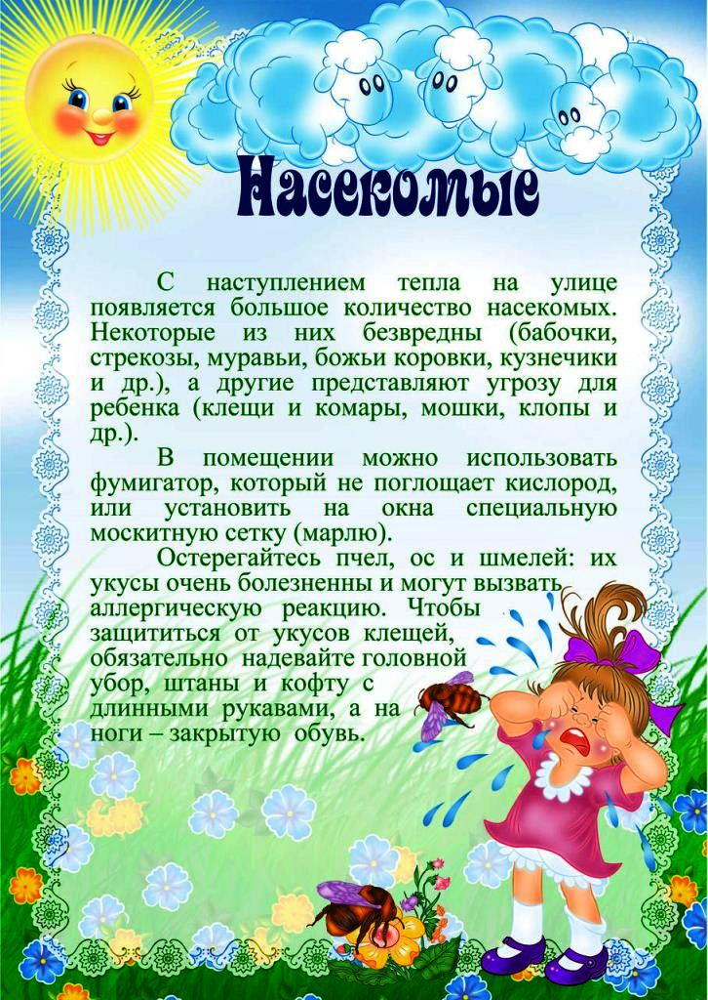 Насекомые
С наступлением тепла на улице
появляется большое количество насекомых.
Некоторые из них безвредны (бабочки,
стрекозы, муравьи, божьи коровки, кузнечики
и др.), а другие представляют угрозу для
ребенка (клещи и комары, мошки, клопы и
др.).
В помещении можно использовать
фумигатор, который не поглощает кислород,
или установить на окна специальную
москитную сетку (марлю).
Остерегайтесь пчел, ос и шмелей: их
укусы очень болезненны и могут вызвать
аллергическую реакцию. Чтобы
защититься от укусов клещей,
обязательно надевайте головной
убор, штаны и кофту с
длинными рукавами, а на
ноги – закрытую обувь.